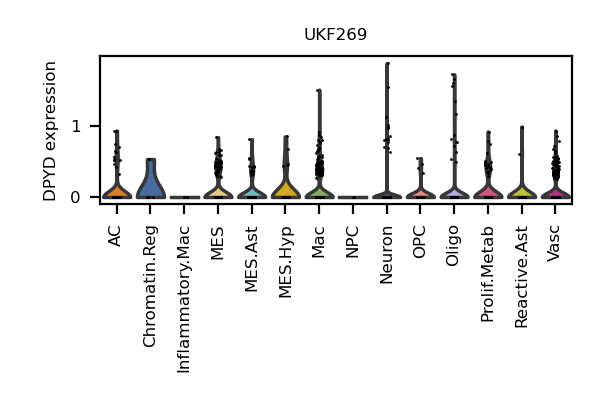 UKF269
DPYD expression
1
0
AC
Chromatin.Reg
Inflammatory.Mac
MES
MES.Ast
MES.Hyp
Mac
NPC
Neuron
OPC
Oligo
Prolif.Metab
Reactive.Ast
Vasc